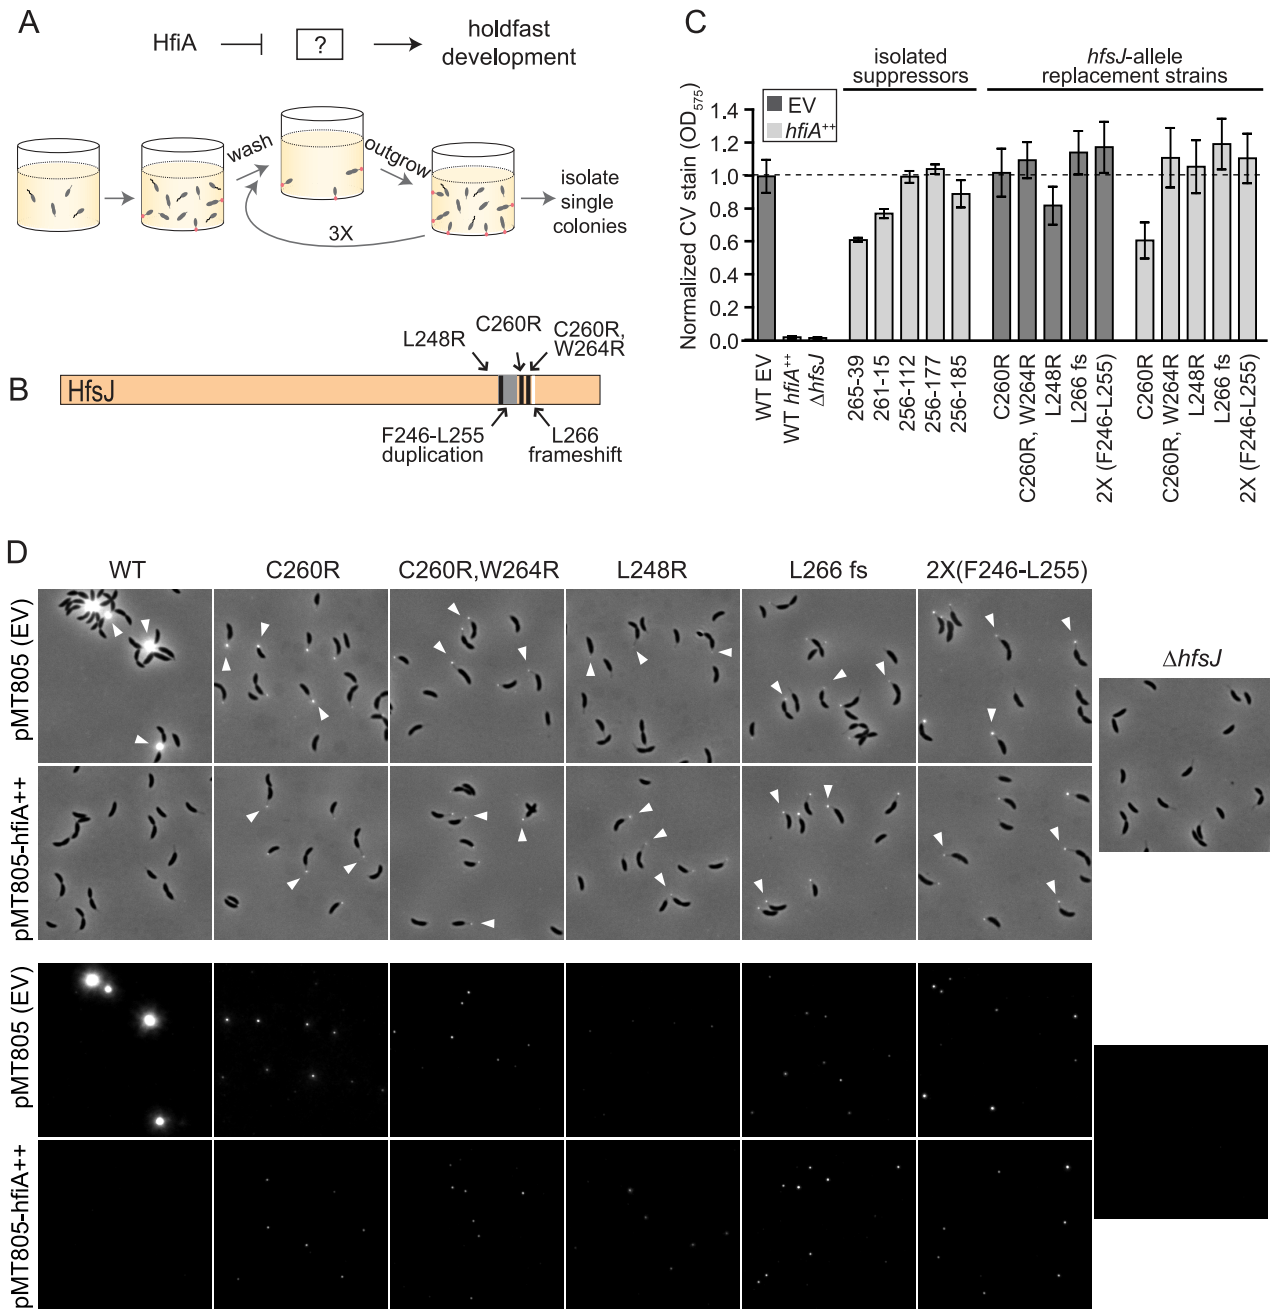 A
HfiA
?
holdfast
development
wash
outgrow
3X
isolate
single
colonies
B
HfsJ
L248R
C260R
C260R,
W264R
F246-L255
duplication
L266
frameshift
C
isolated
suppressors
hfsJ-allele
replacement strains
EV
hfiA++
Normalized CV stain (OD575)
1.4
1.2
1.0
0.8
0.6
0.4
0.2
0.0
WT EV
WT hfiA++
ΔhfsJ
265-39
261-15
256-112
256-177
256-185
C260R
C260R, W264R
L248R
L266 fs
2X (F246-L255)
C260R
C260R, W264R
L248R
L266 fs
2X (F246-L255)
D
WT
C260R
C260R,W264R
L248R
L266 fs
2X(F246-L255)
ΔhfsJ
pMT805 (EV)
pMT805-hfiA++
pMT805 (EV)
pMT805-hfiA++